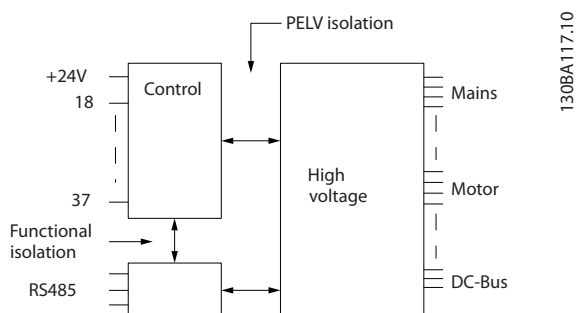 PELV isolation
130BA117.10
+24V
Control
18
Mains
High
voltage
37
Motor
Functional
isolation
RS485
DC-Bus